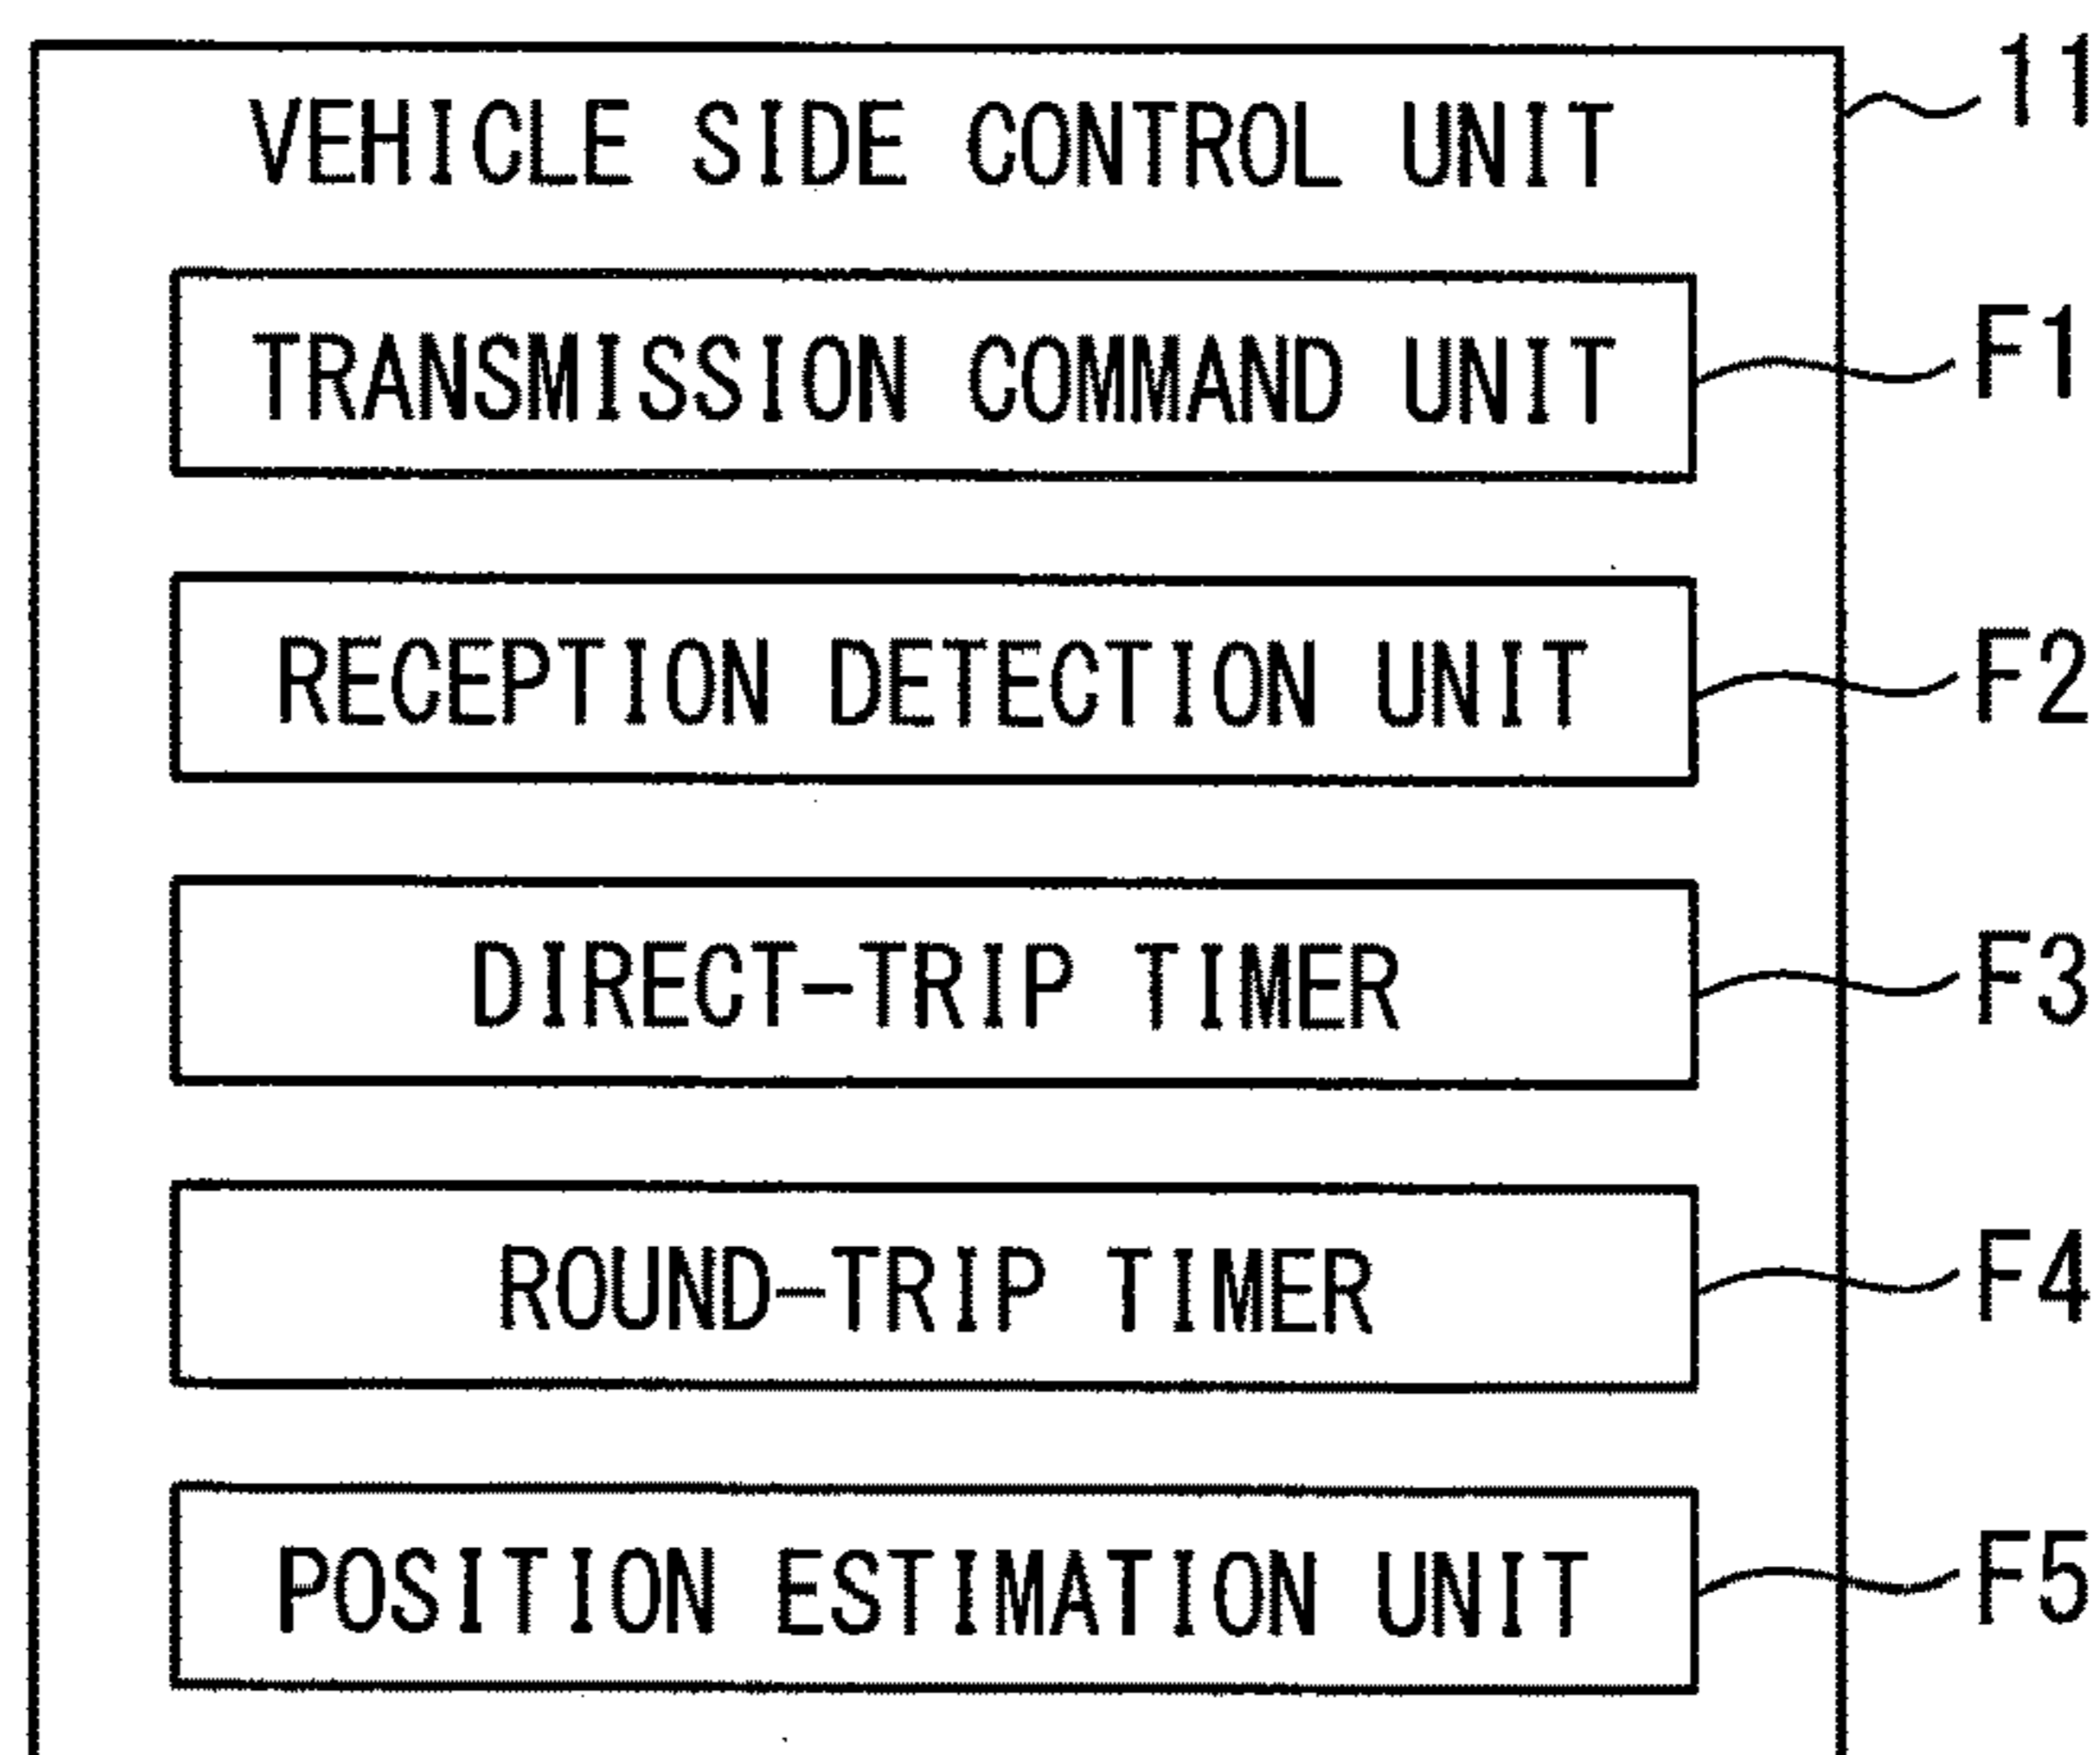 VEHICLE SIDE CONTROL UNIT 11
TRANSMISSION COMMAND UNIT F1
RECEPTION DETECTION UNIT F2
DIRECT-TRIP TIMER F3
ROUND-TRIP TIMER F4
POSITION ESTIMATION UNIT F5